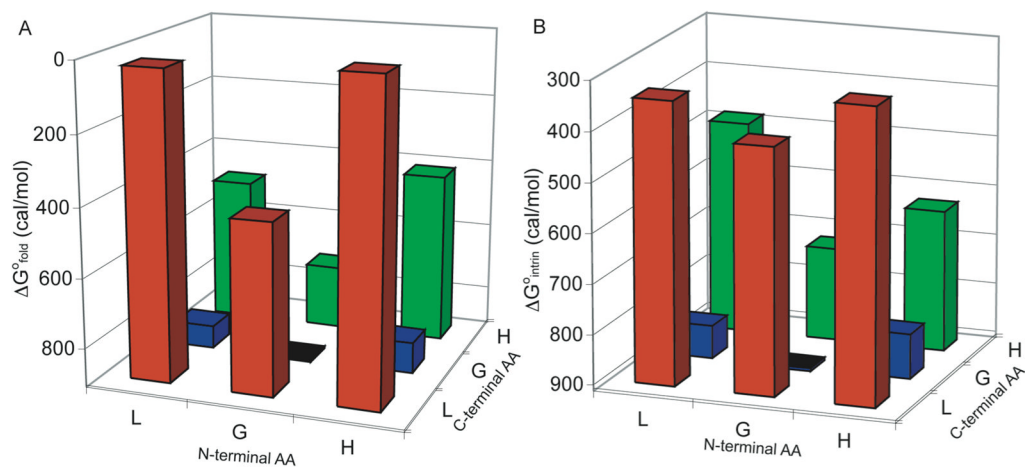 A
0
200
400
600
800
ΔG°fold (cal/mol)
L
G
H
N-terminal AA
L
G
H
C-terminal AA
B
300
400
500
600
700
800
900
ΔG°intrin (cal/mol)
L
G
H
N-terminal AA
L
G
H
C-terminal AA